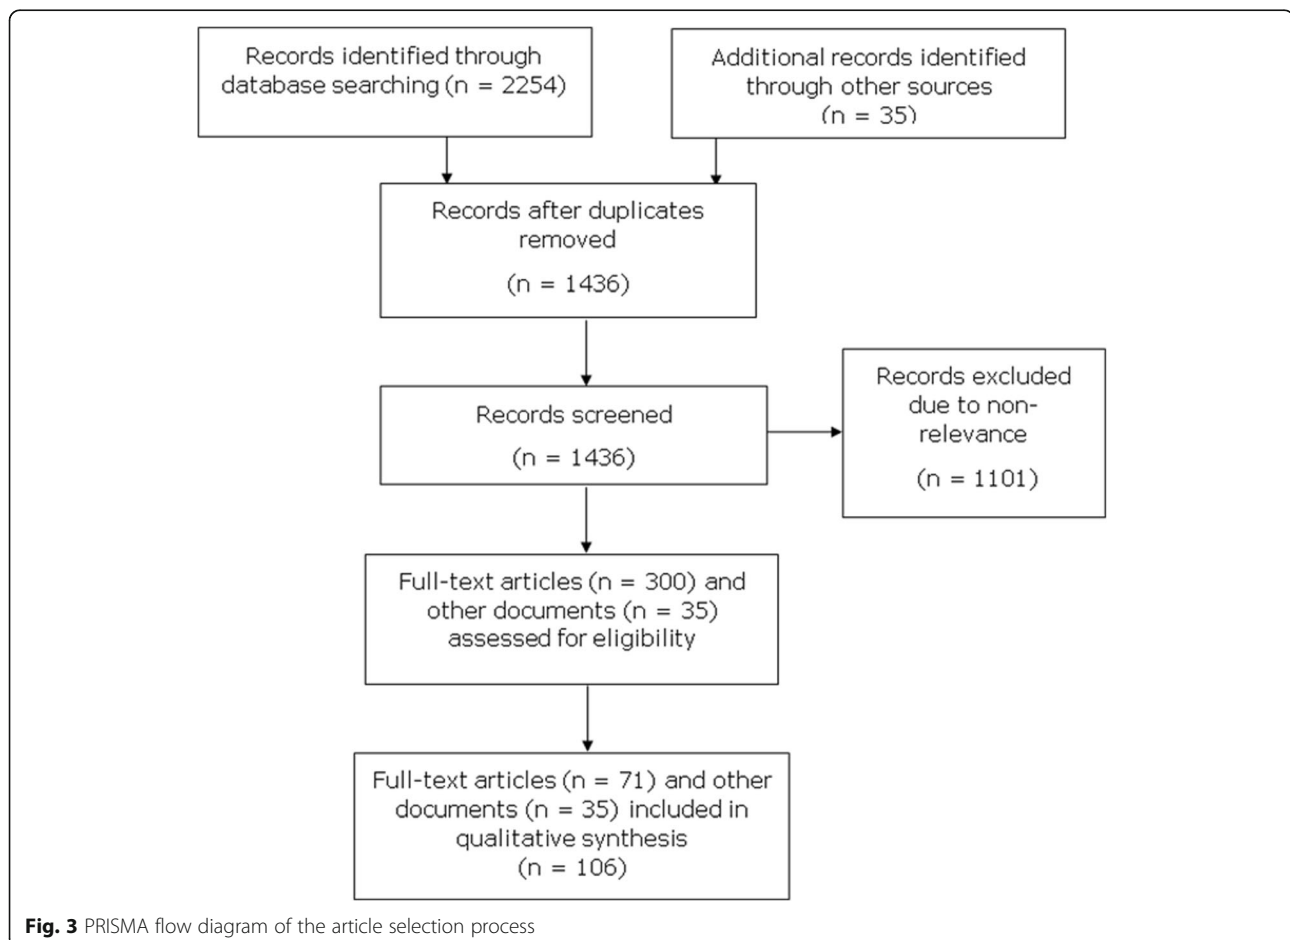 Records identified through
database searching (n = 2254)
Additional records identified
through other sources
(n = 35)
Records after duplicates
removed
(n = 1436)
Records screened
(n = 1436)
Records excluded
due to non-
relevance
(n = 1101)
Full-text articles (n = 300) and
other documents (n = 35)
assessed for eligibility
Full-text articles (n = 71) and other
documents (n = 35) included in
qualitative synthesis
(n = 106)
Fig. 3 PRISMA flow diagram of the article selection process